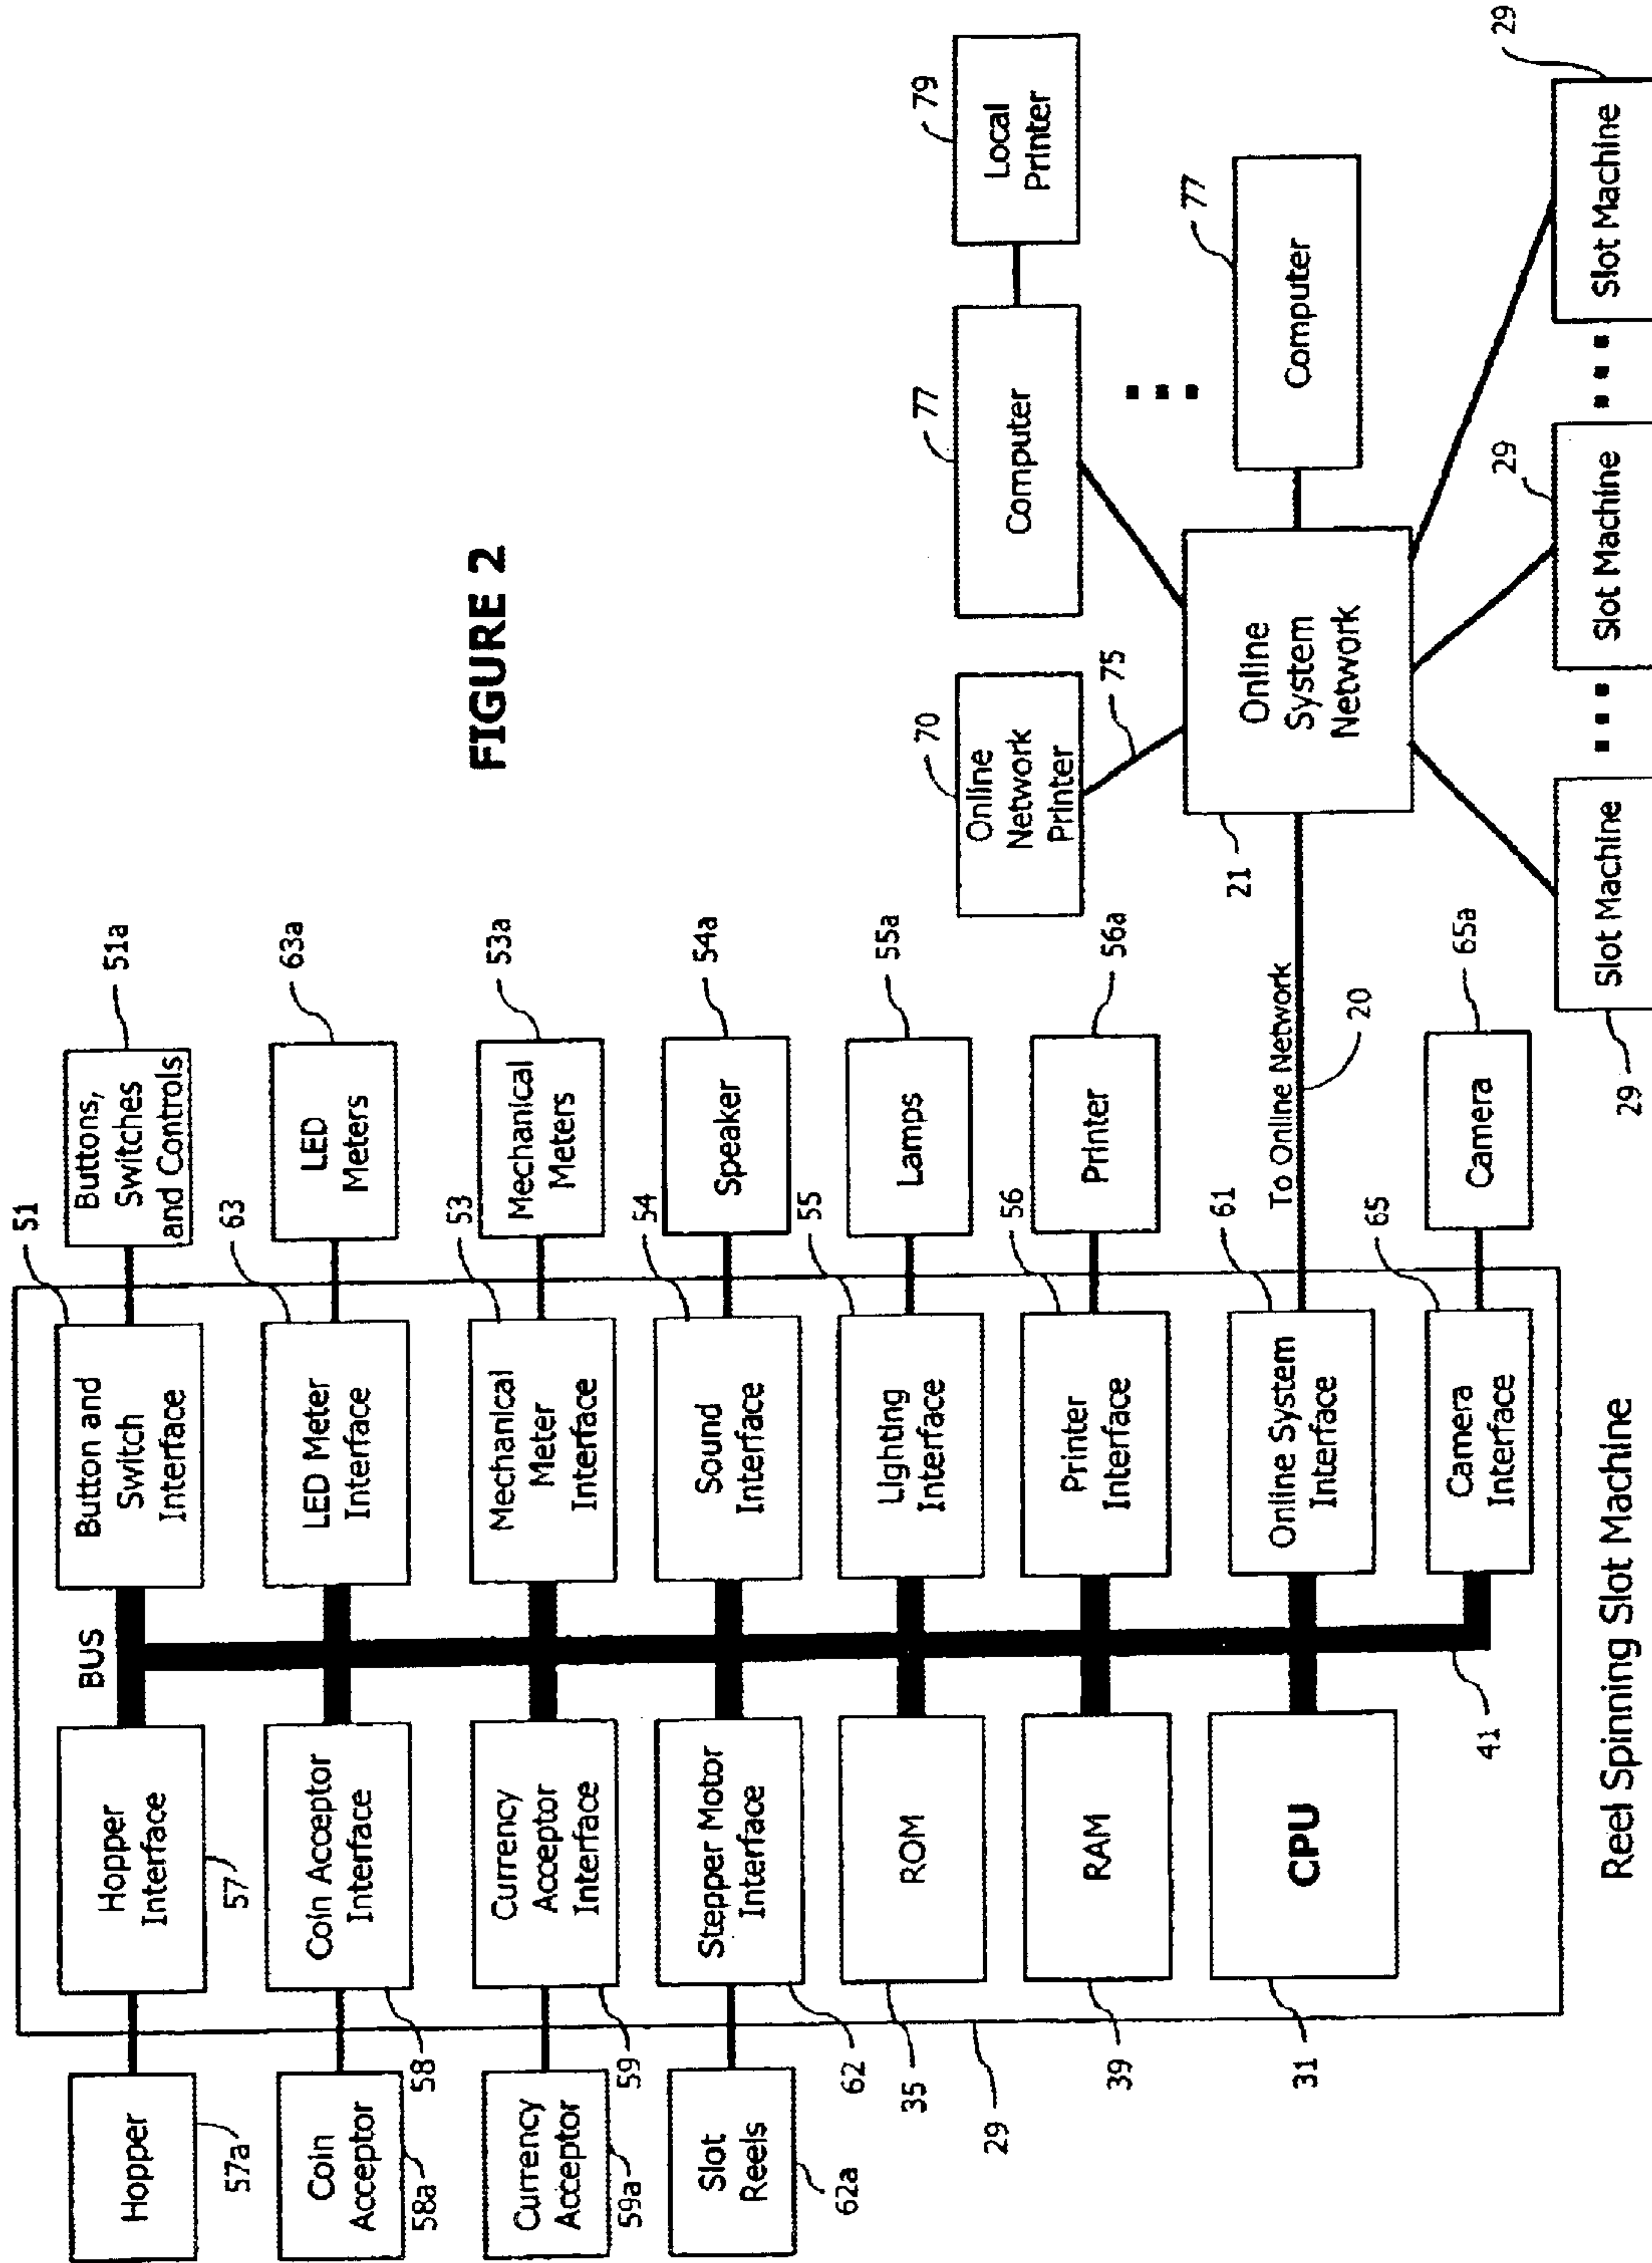 FIGURE 2
57a
Hopper
58a
Coin
Acceptor
59a
Currency
Acceptor
62a
Slot
Reels
29
57
Hopper
Interface
58
Coin Acceptor
Interface
59
Currency
Acceptor
Interface
62
Stepper Motor
Interface
35
ROM
39
RAM
31
CPU
BUS
41
51
Button and
Switch
Interface
63
LED Meter
Interface
53
Mechanical
Meter
Interface
54
Sound
Interface
55
Lighting
Interface
56
Printer
Interface
61
Online System
Interface
65
Camera
Interface
51a
Buttons,
Switches
and Controls
63a
LED
Meters
53a
Mechanical
Meters
54a
Speaker
55a
Lamps
56a
Printer
To Online Network
20
65a
Camera
Reel Spinning Slot Machine
70
Online
Network
Printer
75
77
Computer
79
Local
Printer
77
Computer
21
Online
System
Network
29
Slot Machine
29
Slot Machine
29
Slot Machine